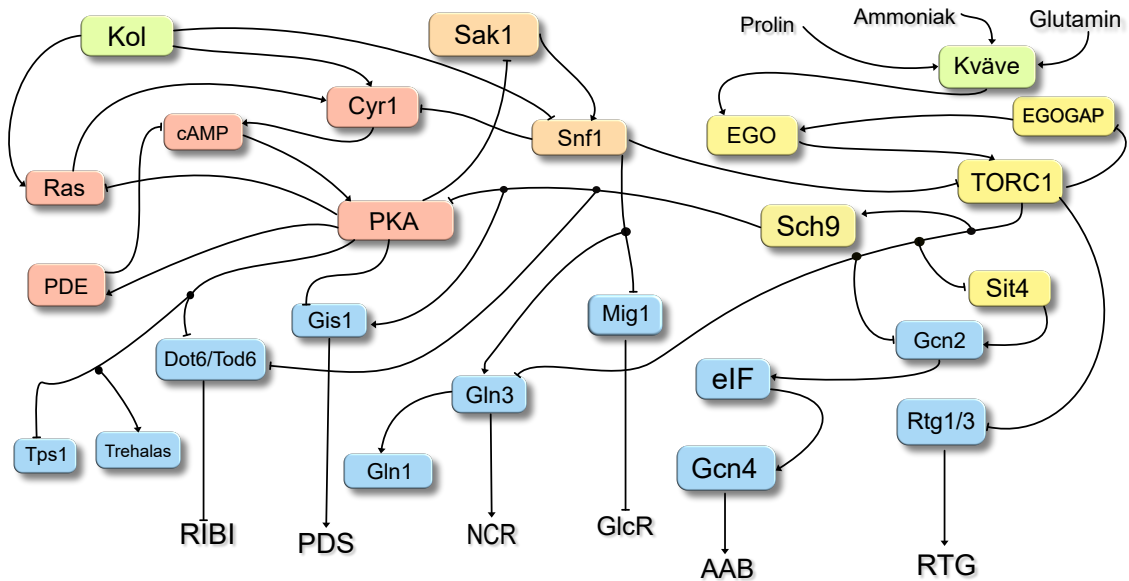 Kol
Sak1
Prolin
Ammoniak
Glutamin
Kväve
Cyr1
cAMP
Snf1
EGO
EGOGAP
Ras
TORC1
PKA
Sch9
PDE
Sit4
Gis1
Mig1
Gcn2
Dot6/Tod6
eIF
Gln3
Rtg1/3
Tps1
Trehalas
Gln1
Gcn4
RIBI
PDS
NCR
GlcR
AAB
RTG